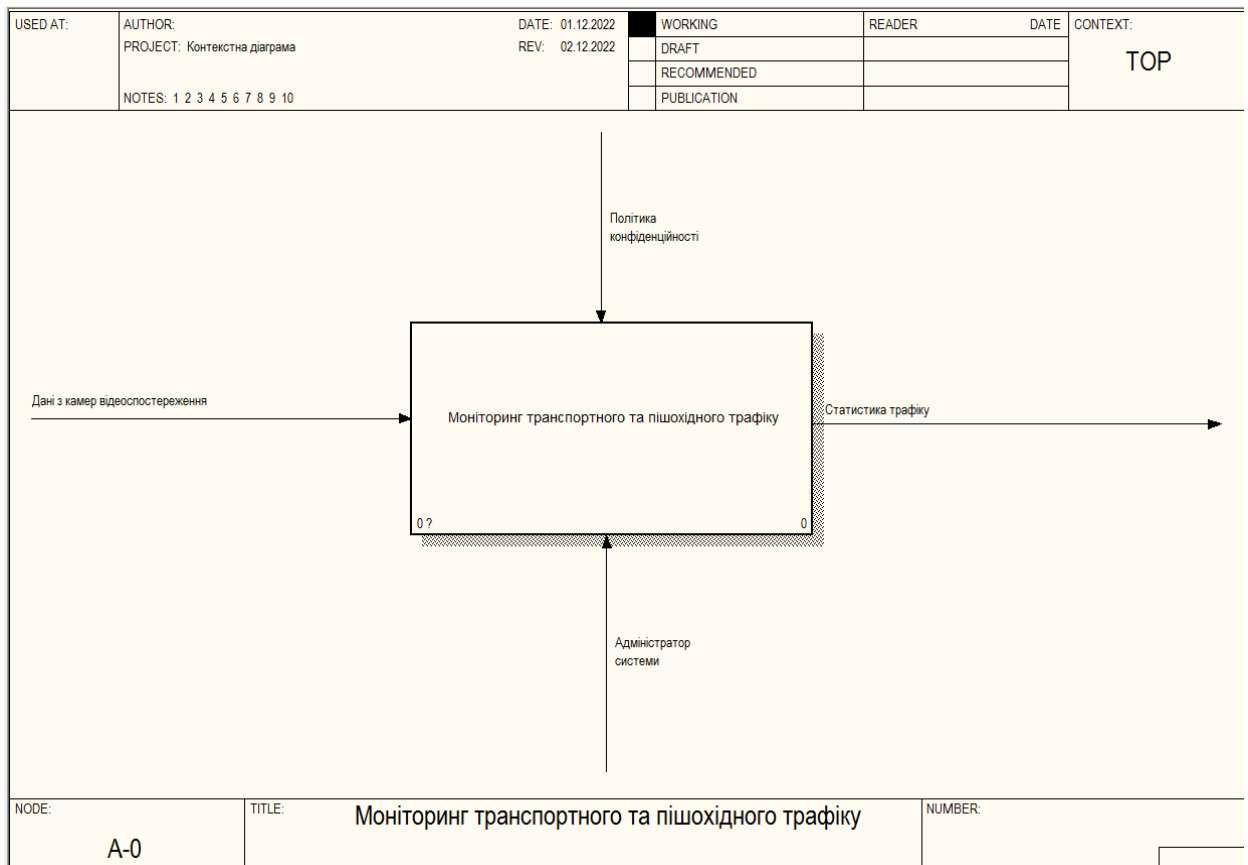 USED AT:
AUTHOR:
DATE: 01.12.2022
WORKING
READER
DATE
CONTEXT:
PROJECT: Контекстна діаграма
REV: 02.12.2022
DRAFT
TOP
RECOMMENDED
NOTES: 1 2 3 4 5 6 7 8 9 10
PUBLICATION
Політика
конфіденційності
Дані з камер відеоспостереження
Моніторинг транспортного та пішохідного трафіку
Статистика трафіку
0 ?
0
Адміністратор
системи
NODE:
TITLE:
Моніторинг транспортного та пішохідного трафіку
NUMBER:
A-0